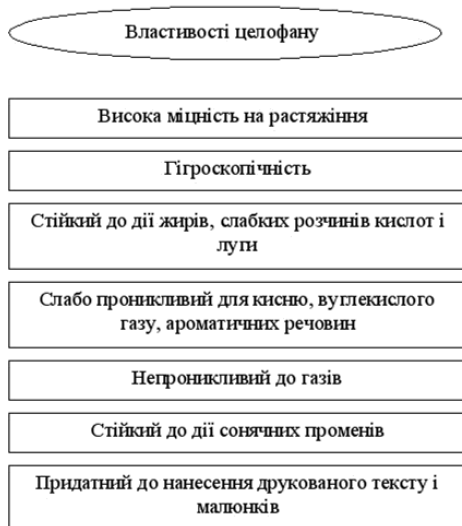 Властивості целофану
Висока міцність на растяжіння
Гігроскопічність
Стійкий до дії жирів, слабких розчинів кислот і
луги
Слабо проникливий для кисню, вуглекислого
газу, ароматичних речовин
Непроникливий до газів
Стійкий до дії сонячних променів
Придатний до нанесення друкованого тексту і
малюнків